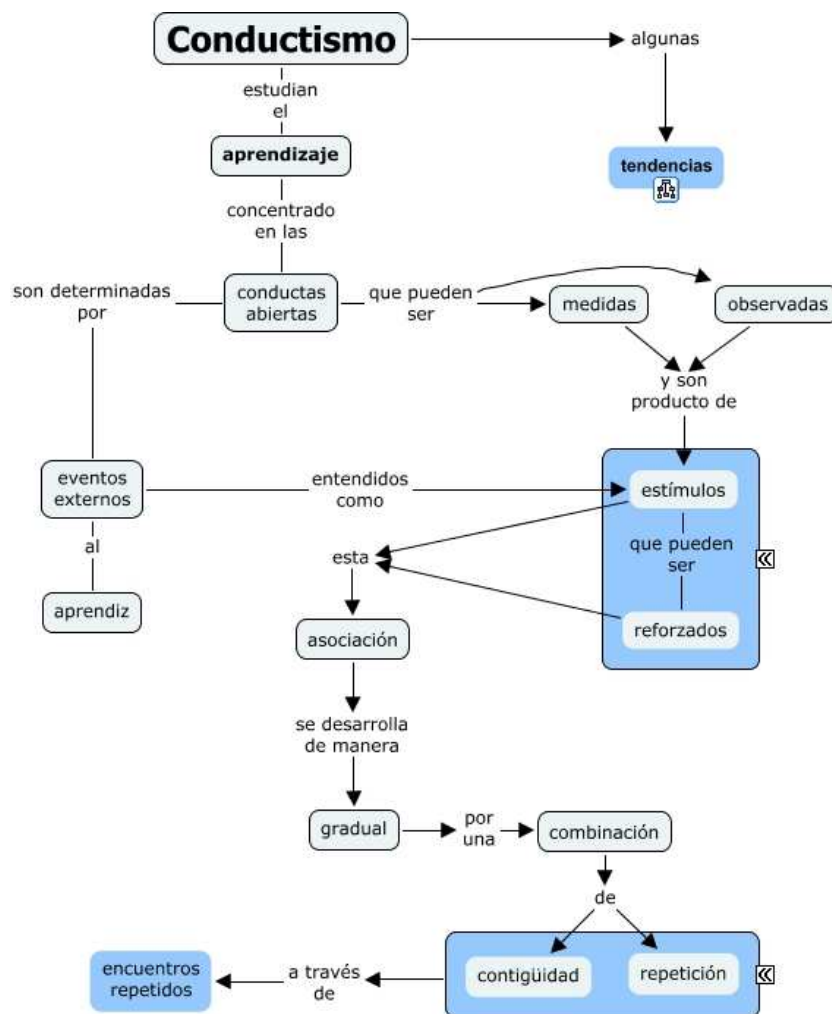 Conductismo
algunas
estudian
el
aprendizaje
tendencias
concentrado
en las
son determinadas
por
conductas
abiertas
que pueden
ser
medidas
observadas
y son
producto de
eventos
externos
entendidos
como
estímulos
que pueden
ser
al
esta
aprendiz
asociación
reforzados
se desarrolla
de manera
gradual
por
una
combinación
de
contigüidad
repetición
a través
de
encuentros
repetidos